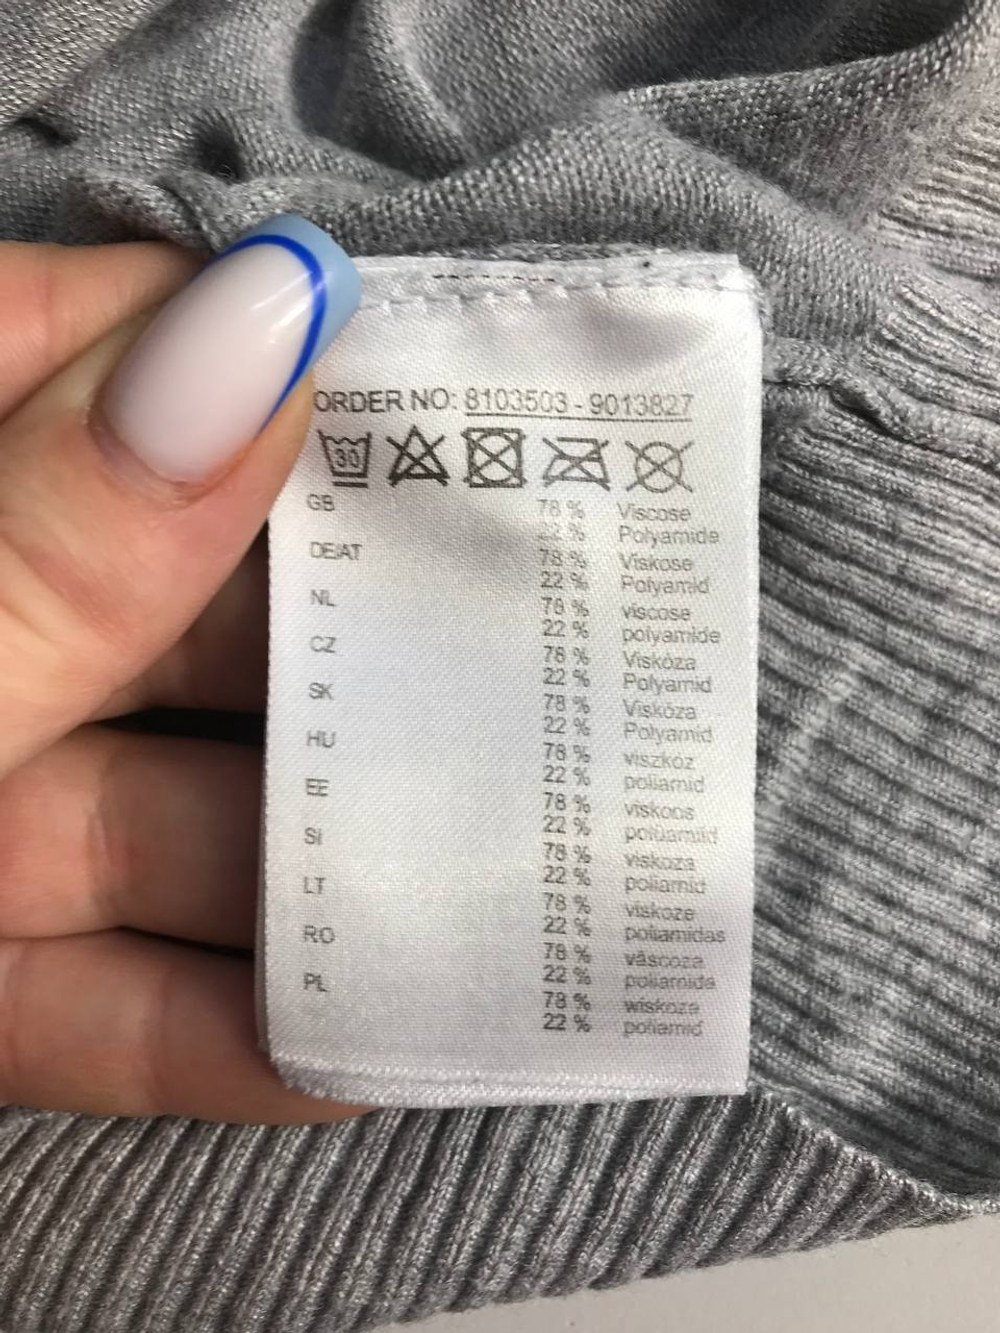 ORDER NO: 8103503 - 9013827
30
GB 78 % Viscose
22 % Polyamide
DE/AT 78 % Viskose
22 % Polyamid
NL 78 % viscose
22 % polyamide
CZ 78 % Viskóza
22 % Polyamid
SK 78 % Viskóza
22 % Polyamid
HU 78 % viszkóz
22 % poliamid
EE 78 % viskoos
22 % polüamiid
SI 78 % viskoza
22 % poliamid
LT 78 % viskozė
22 % poliamidas
RO 78 % vâscoza
22 % poliamida
PL 78 % wiskoza
22 % poliamid